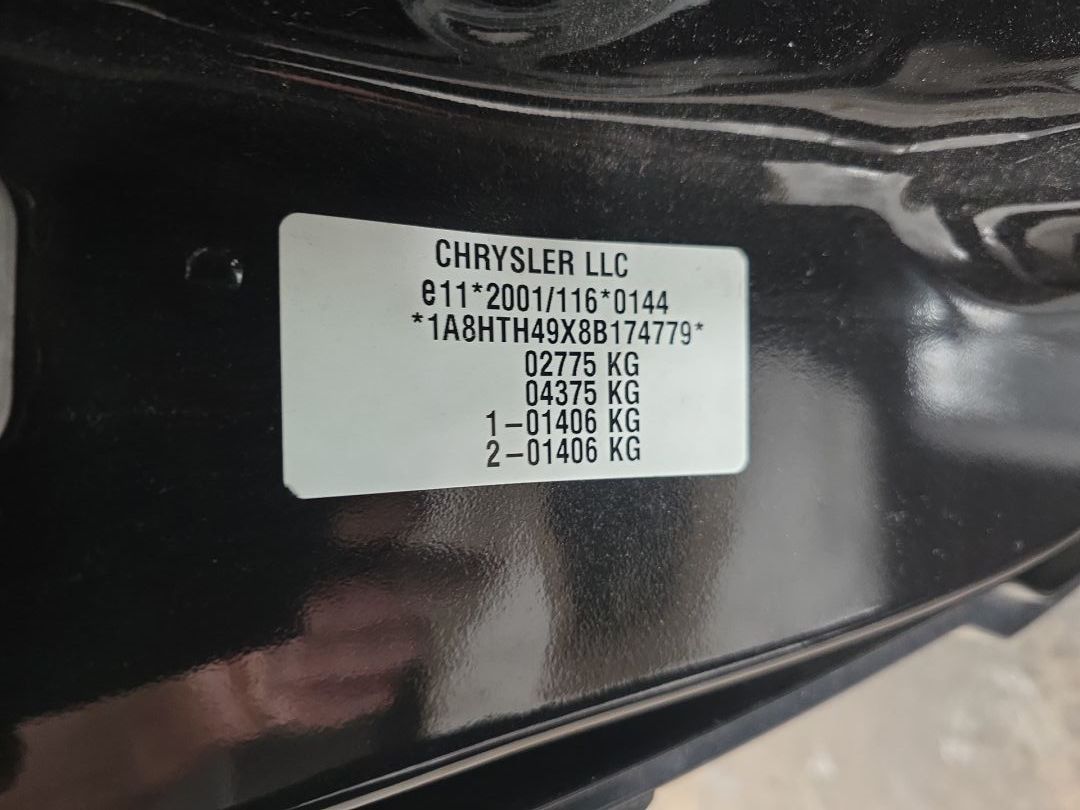 CHRYSLER LLC
e11*2001/116*0144
*1A8HTH49X8B174779*
02775 KG
04375 KG
1-01406 KG
2-01406 KG